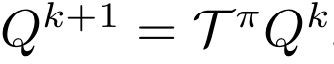 $Q^{k+1} = \mathcal{T}^{\pi} Q^{k}$.